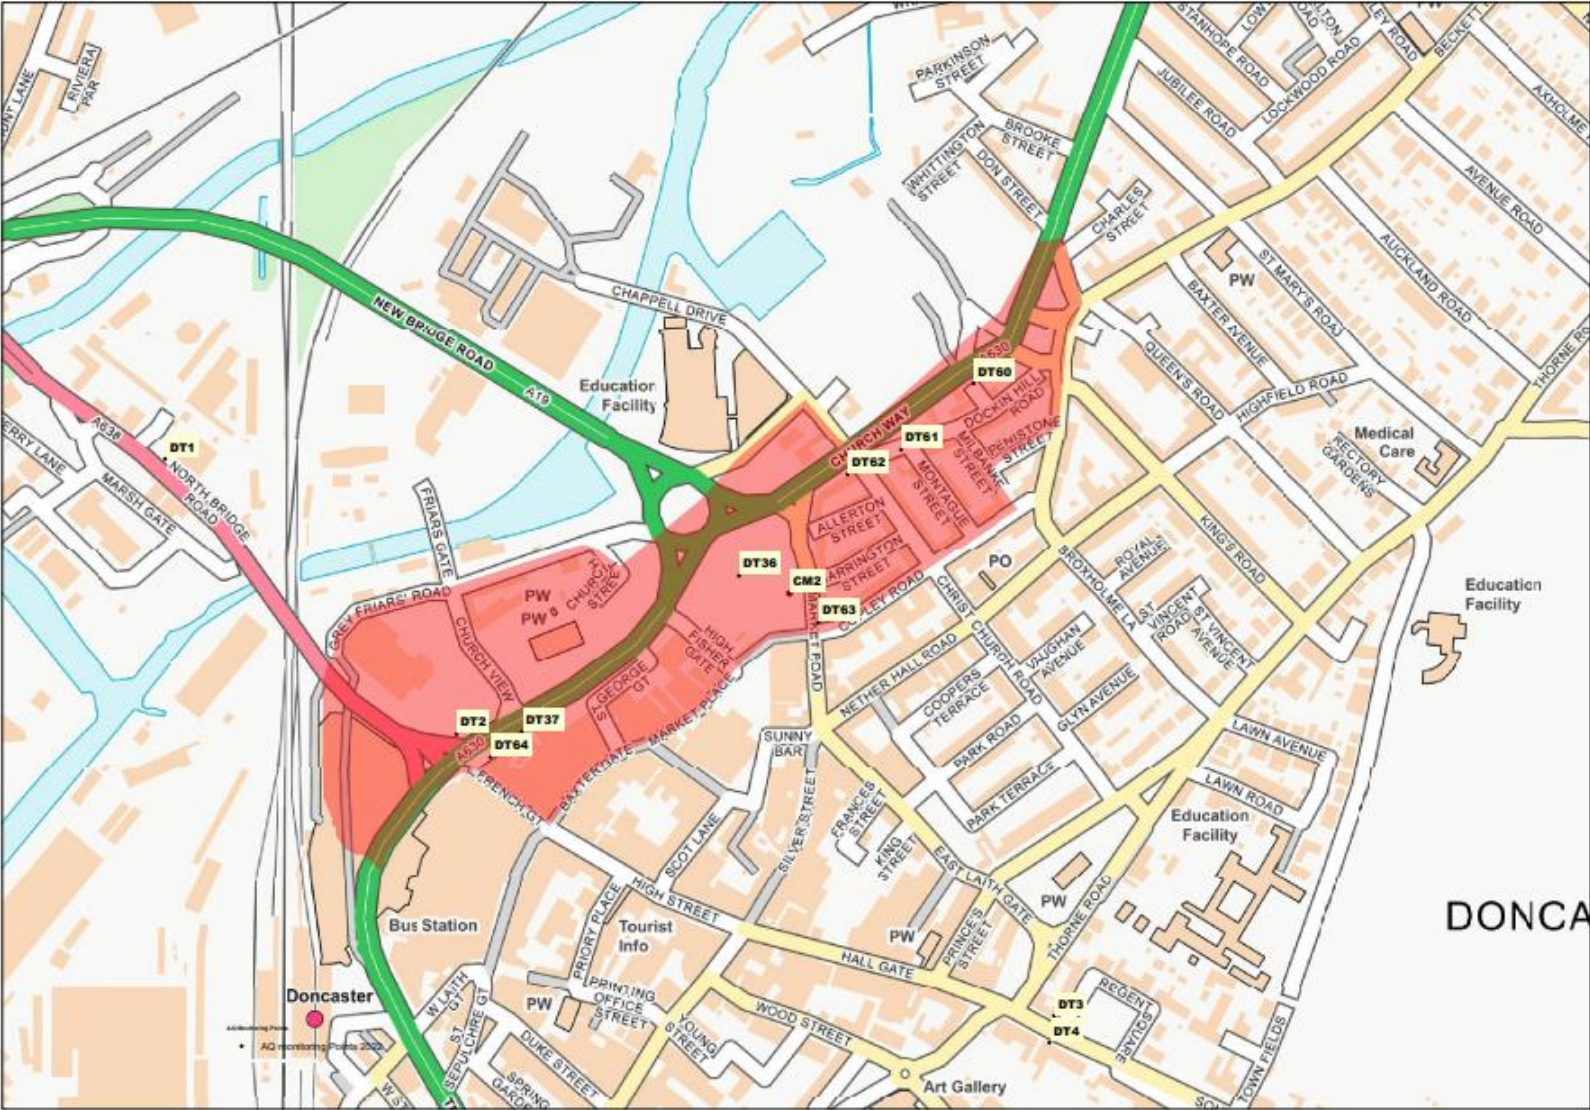 RIVIERA
PAR
PARKINSON
STREET
STANHOPE ROAD
LOCKWOOD ROAD
JUBILEE ROAD
AXHOLME
BROOKE
STREET
WHITTINGTON
STREET
DON STREET
CHARLES
STREET
AVENUE ROAD
AUCKLAND ROAD
ST MARY'S ROAD
PW
BAXTER AVENUE
QUEEN'S ROAD
HIGHFIELD ROAD
CHAPPELL DRIVE
NEW BRIDGE ROAD
A19
Education
Facility
A630
DT60
DOCKIN HILL
ROAD
CHURCH WAY
DT61
DT62
MILBANKE
STREET
PENISTONE
STREET
MONTAGUE
STREET
Medical
Care
RECTORY
GARDENS
A638
DT1
NORTH BRIDGE
ROAD
MARSH GATE
FRIARS GATE
ALLERTON
STREET
KING'S ROAD
PO
BROXHOLME LA
ROYAL
AVENUE
ST
VINCENT
ROAD
ST VINCENT
AVENUE
Education
Facility
DT36
CM2
DT63
MARKET ROAD
GREY FRIARS' ROAD
CHURCH
STREET
PW
PW
CHURCH VIEW
HIGH
FISHER
GATE
ST GEORGE
GT
CHRIST
CHURCH ROAD
NETHER HALL ROAD
VAUGHAN
AVENUE
COOPERS
TERRACE
GLYN AVENUE
PARK ROAD
PARK TERRACE
DT2
DT37
A630
DT64
FRENCH GT
BAXTER GATE
MARKET PLACE
SUNNY
BAR
LAWN AVENUE
LAWN ROAD
Education
Facility
SILVER STREET
FRANCES
STREET
KING
STREET
SCOT LANE
EAST LAITH
GATE
HIGH STREET
PRIORY PLACE
Tourist
Info
Bus Station
PW
PW
PRINCES
STREET
THORNE ROAD
HALL GATE
DONCA
Doncaster
W LAITH
GT
ST
SEPULCHRE GT
PW
PRINTING
OFFICE
STREET
WOOD STREET
YOUNG
STREET
DUKE STREET
DT3
DT4
REGENT
SQUARE
TOWN FIELDS
AQ Monitoring Points
AQ monitoring Points 2022
Art Gallery